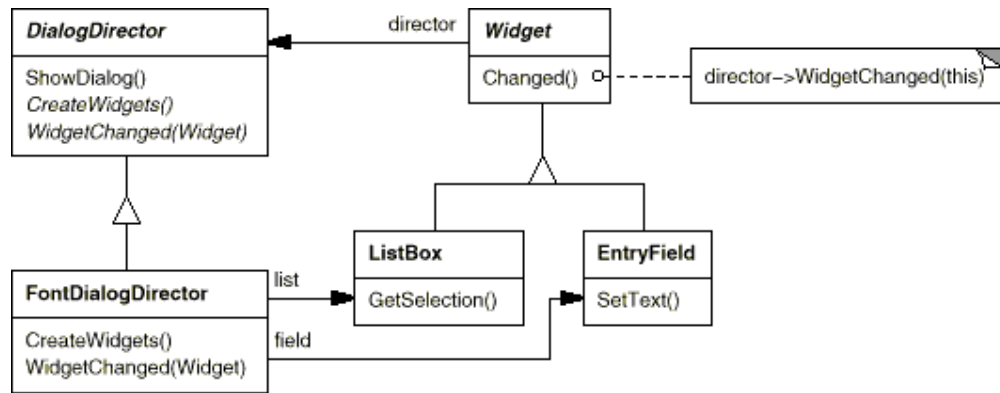 DialogDirector
ShowDialog()
CreateWidgets()
WidgetChanged(Widget)
director
Widget
Changed()
director->WidgetChanged(this)
ListBox
GetSelection()
EntryField
SetText()
FontDialogDirector
CreateWidgets()
WidgetChanged(Widget)
list
field